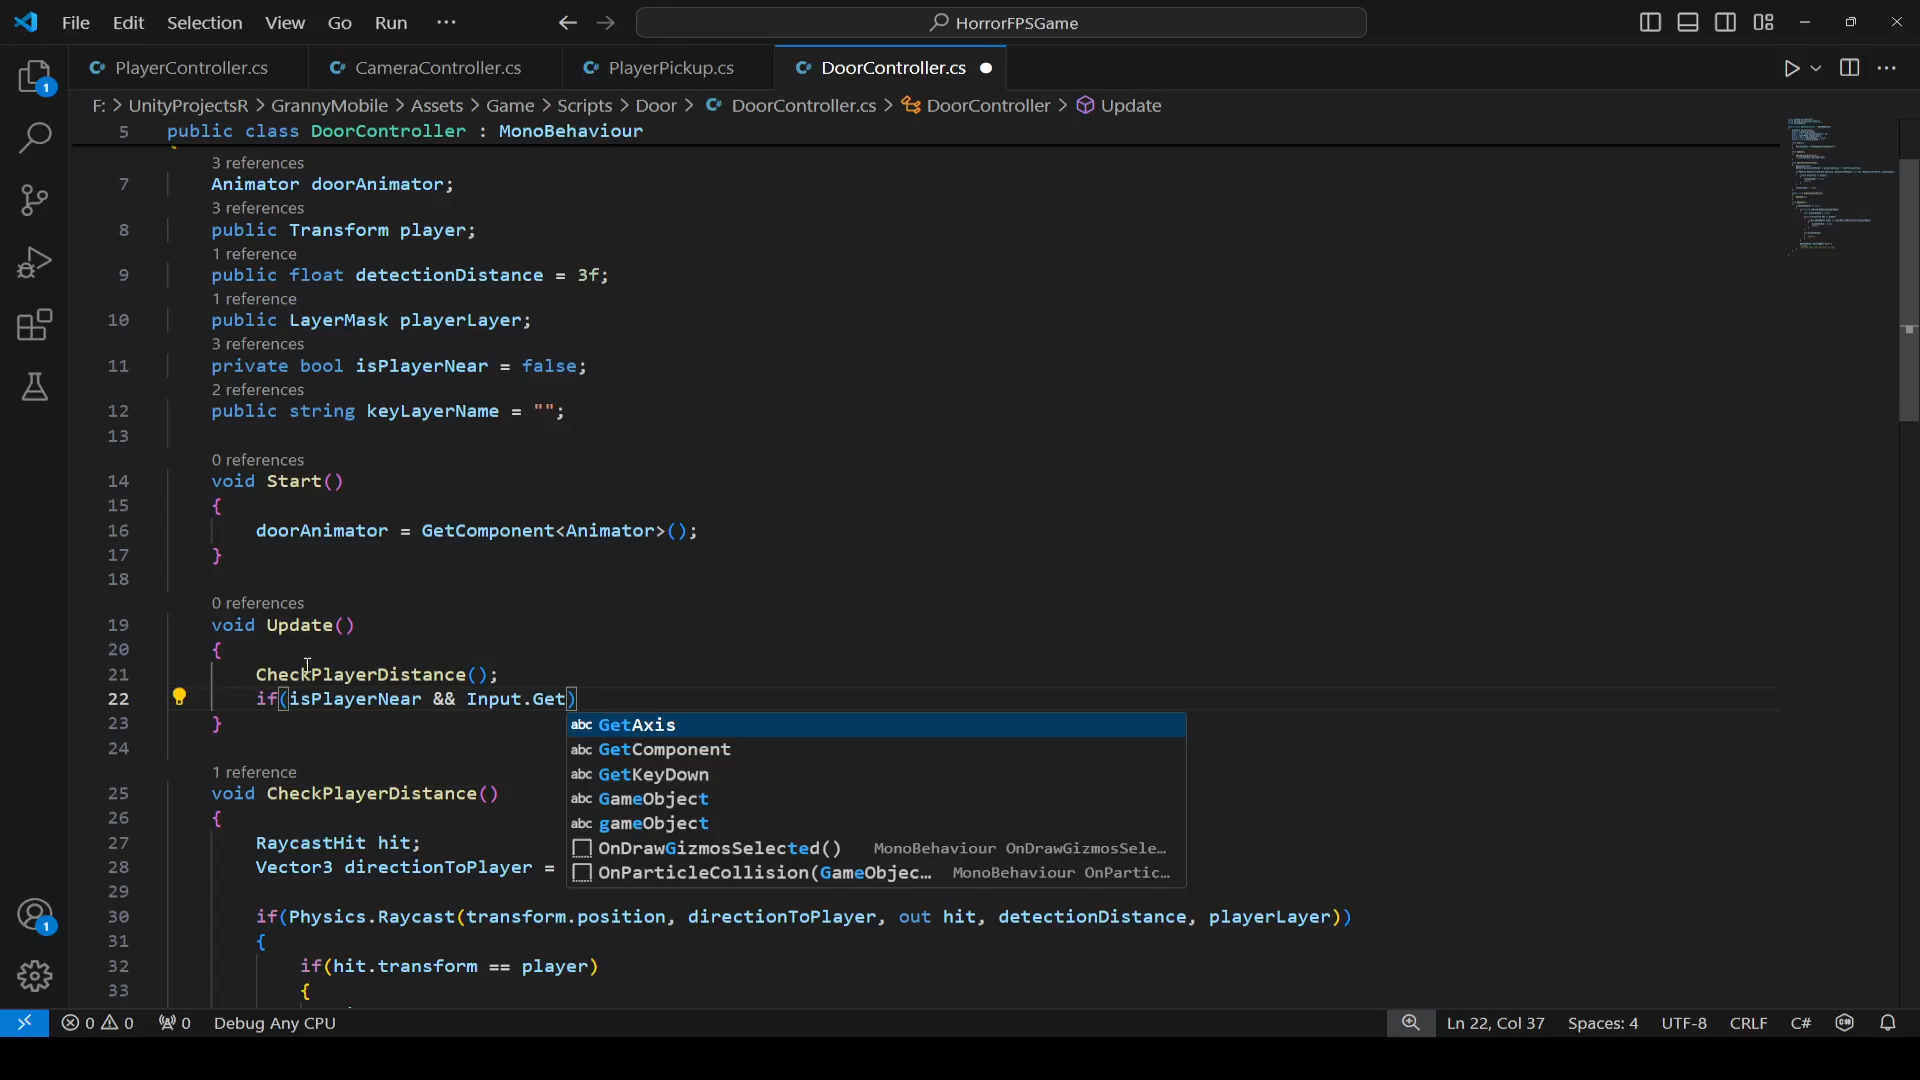 File Edit Selection View Go Run ··· HorrorFPSGame
PlayerController.cs CameraController.cs PlayerPickup.cs DoorController.cs
F: > UnityProjectsR > GrannyMobile > Assets > Game > Scripts > Door > DoorController.cs > DoorController > Update
5 public class DoorController : MonoBehaviour
3 references
7 Animator doorAnimator;
3 references
8 public Transform player;
1 reference
9 public float detectionDistance = 3f;
1 reference
10 public LayerMask playerLayer;
3 references
11 private bool isPlayerNear = false;
2 references
12 public string keyLayerName = "";
13
0 references
14 void Start()
15 {
16 doorAnimator = GetComponent<Animator>();
17 }
18
0 references
19 void Update()
20 {
21 CheckPlayerDistance();
22 if(isPlayerNear && Input.Get)
23 }
24
abc GetAxis
abc GetComponent
abc GetKeyDown
abc GameObject
abc gameObject
OnDrawGizmosSelected() MonoBehaviour OnDrawGizmosSele…
OnParticleCollision(GameObjec… MonoBehaviour OnPartic…
1 reference
25 void CheckPlayerDistance()
26 {
27 RaycastHit hit;
28 Vector3 directionToPlayer =
29
30 if(Physics.Raycast(transform.position, directionToPlayer, out hit, detectionDistance, playerLayer))
31 {
32 if(hit.transform == player)
33 {
1
1
0 0 0 Debug Any CPU Ln 22, Col 37 Spaces: 4 UTF-8 CRLF C#